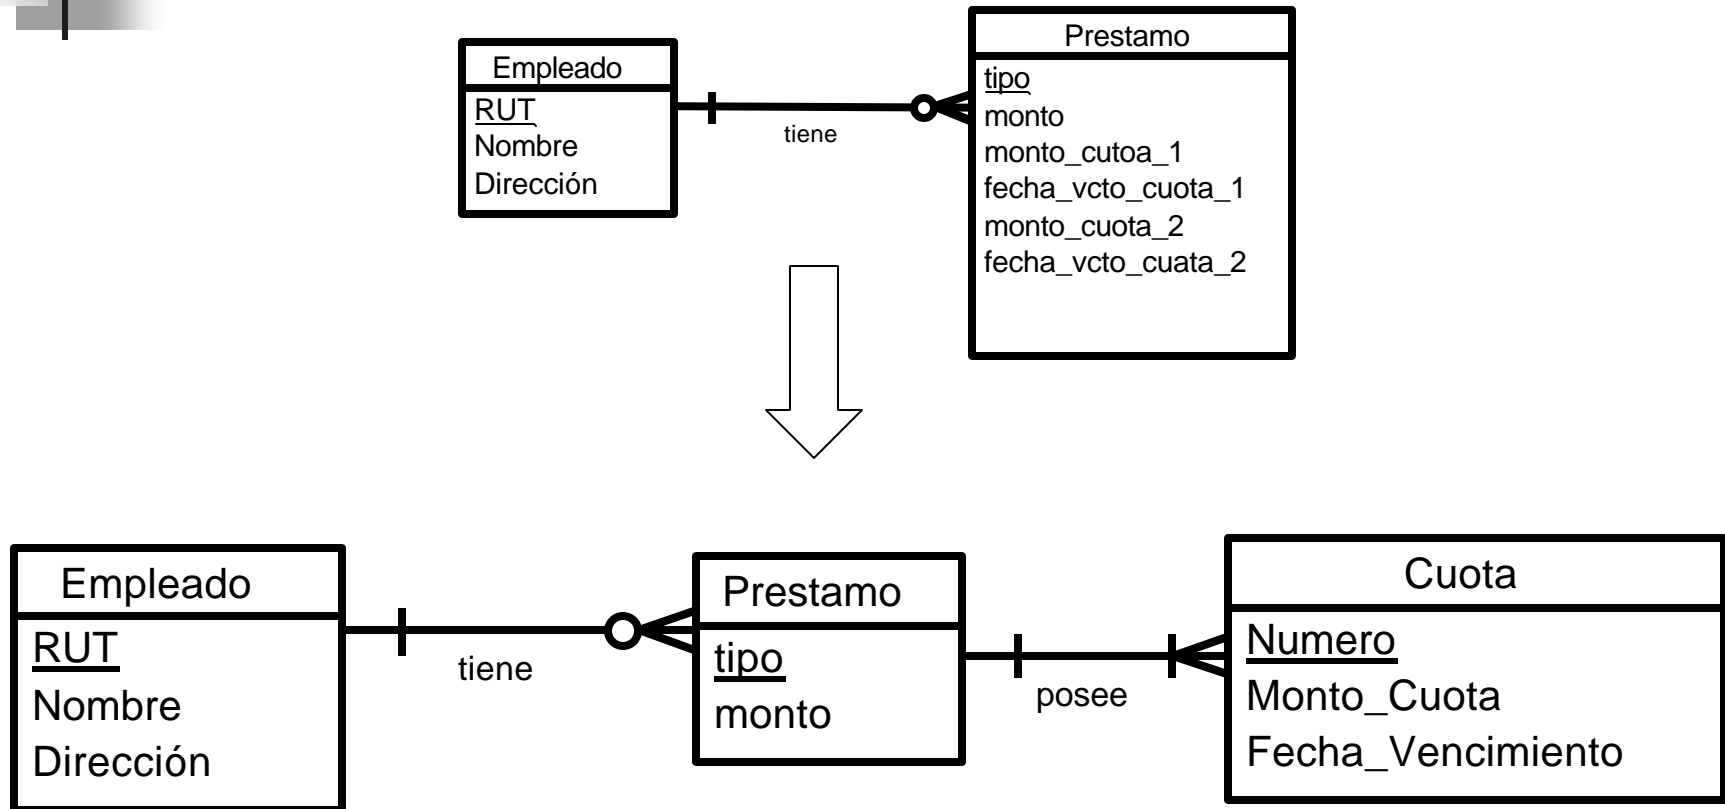 Empleado
RUT
Nombre
Dirección
tiene
Prestamo
tipo
monto
monto_cutoa_1
fecha_vcto_cuota_1
monto_cuota_2
fecha_vcto_cuata_2
Empleado
RUT
Nombre
Dirección
tiene
Prestamo
tipo
monto
posee
Cuota
Numero
Monto_Cuota
Fecha_Vencimiento